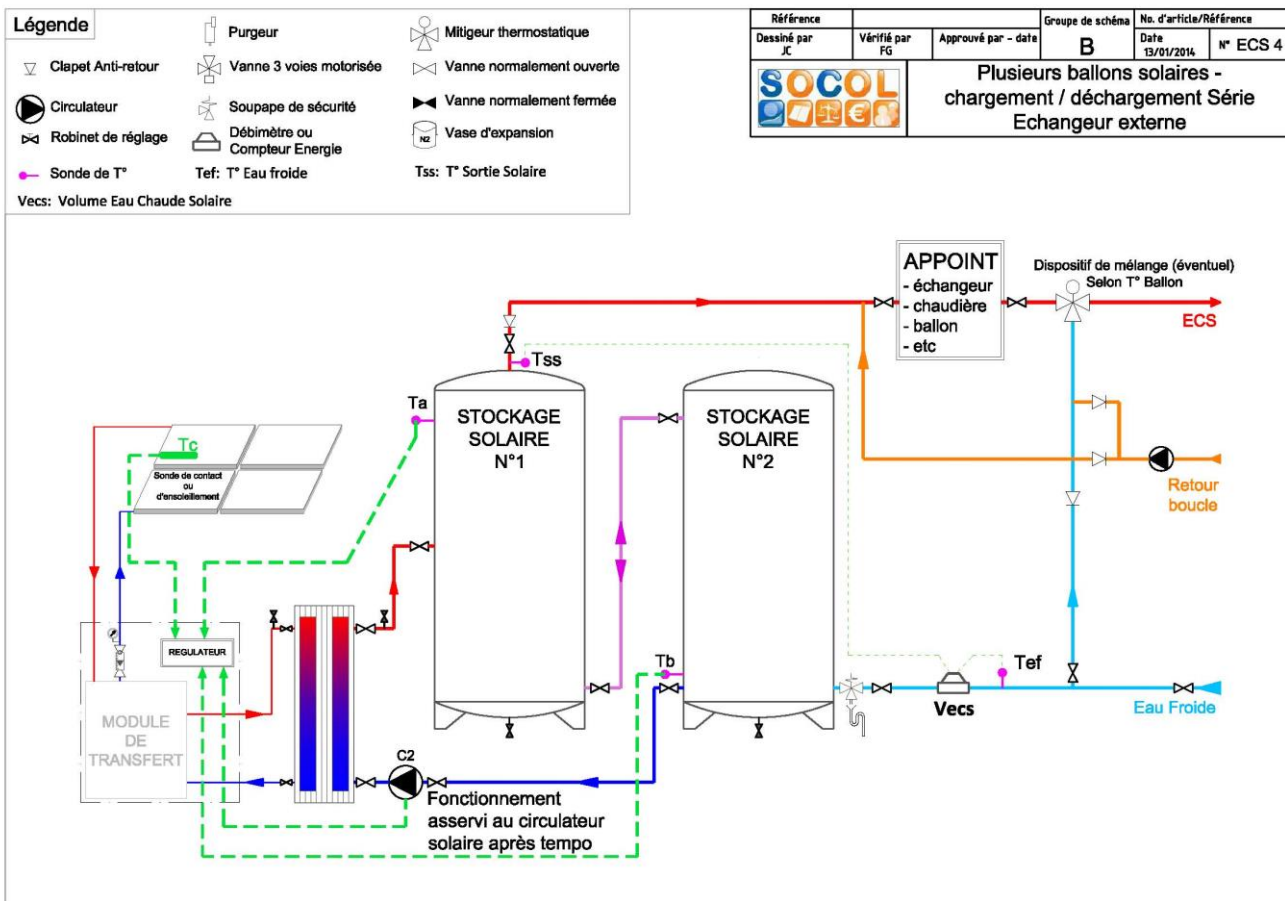 Légende
Purgeur
Mitigeur thermostatique
Clapet Anti-retour
Vanne 3 voies motorisée
Vanne normalement ouverte
Circulateur
Soupape de sécurité
Vanne normalement fermée
Robinet de réglage
Débimètre ou
Compteur Energie
N2
Vase d'expansion
Sonde de T°
Tef: T° Eau froide
Tss: T° Sortie Solaire
Vecs: Volume Eau Chaude Solaire
Référence
Groupe de schéma
No. d'article/Référence
Dessiné par
JC
Vérifié par
FG
Approuvé par - date
B
Date
13/01/2014
N° ECS 4
SOCOL
Plusieurs ballons solaires -
chargement / déchargement Série
Echangeur externe
APPOINT
- échangeur
- chaudière
- ballon
- etc
Dispositif de mélange (éventuel)
Selon T° Ballon
ECS
Tss
Ta
STOCKAGE
SOLAIRE
N°1
STOCKAGE
SOLAIRE
N°2
Tc
Sonde de contact
ou
d'ensoleillement
Retour
boucle
REGULATEUR
Tb
Tef
MODULE
DE
TRANSFERT
Vecs
Eau Froide
C2
Fonctionnement
asservi au circulateur
solaire après tempo